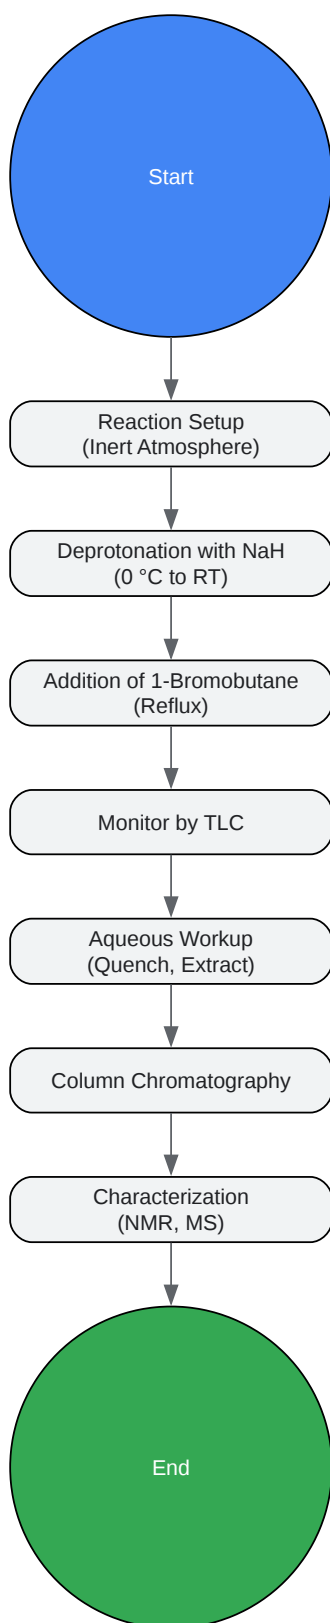 Start
Reaction Setup
(Inert Atmosphere)
Deprotonation with NaH
(0 °C to RT)
Addition of 1-Bromobutane
(Reflux)
Monitor by TLC
Aqueous Workup
(Quench, Extract)
Column Chromatography
Characterization
(NMR, MS)
End